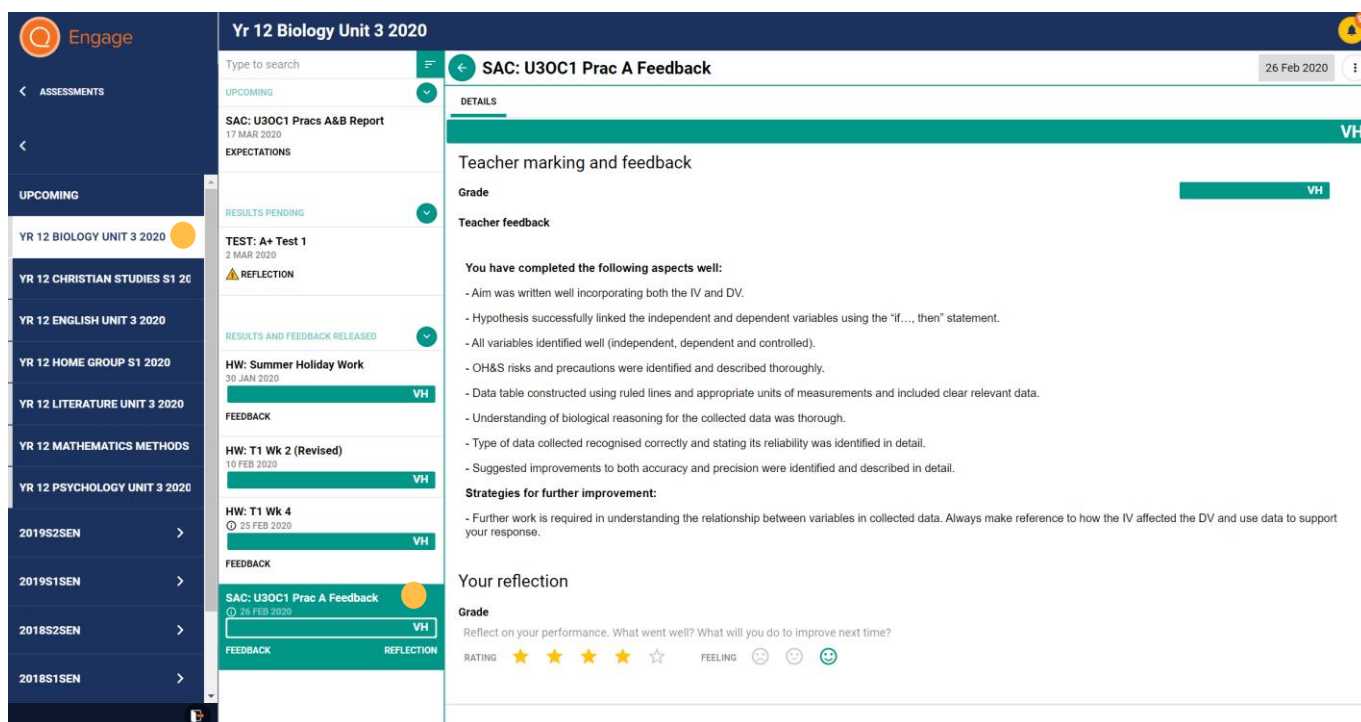 Engage
ASSESSMENTS
UPCOMING
YR 12 BIOLOGY UNIT 3 2020
YR 12 CHRISTIAN STUDIES S1 20
YR 12 ENGLISH UNIT 3 2020
YR 12 HOME GROUP S1 2020
YR 12 LITERATURE UNIT 3 2020
YR 12 MATHEMATICS METHODS
YR 12 PSYCHOLOGY UNIT 3 2020
2019S2SEN
2019S1SEN
2018S2SEN
2018S1SEN
Yr 12 Biology Unit 3 2020
Type to search
UPCOMING
SAC: U3OC1 Pracs A&B Report
17 MAR 2020
EXPECTATIONS
RESULTS PENDING
TEST: A+ Test 1
2 MAR 2020
REFLECTION
RESULTS AND FEEDBACK RELEASED
HW: Summer Holiday Work
30 JAN 2020
VH
FEEDBACK
HW: T1 Wk 2 (Revised)
10 FEB 2020
VH
HW: T1 Wk 4
25 FEB 2020
VH
FEEDBACK
SAC: U3OC1 Prac A Feedback
26 FEB 2020
VH
FEEDBACK REFLECTION
SAC: U3OC1 Prac A Feedback
26 Feb 2020
DETAILS
VH
Teacher marking and feedback
Grade VH
Teacher feedback
You have completed the following aspects well:
- Aim was written well incorporating both the IV and DV.
- Hypothesis successfully linked the independent and dependent variables using the “if…, then” statement.
- All variables identified well (independent, dependent and controlled).
- OH&S risks and precautions were identified and described thoroughly.
- Data table constructed using ruled lines and appropriate units of measurements and included clear relevant data.
- Understanding of biological reasoning for the collected data was thorough.
- Type of data collected recognised correctly and stating its reliability was identified in detail.
- Suggested improvements to both accuracy and precision were identified and described in detail.
Strategies for further improvement:
- Further work is required in understanding the relationship between variables in collected data. Always make reference to how the IV affected the DV and use data to support
your response.
Your reflection
Grade
Reflect on your performance. What went well? What will you do to improve next time?
RATING FEELING